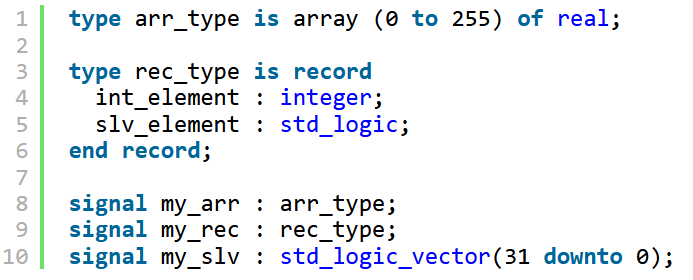 1 type arr_type is array (0 to 255) of real;
2
3 type rec_type is record
4   int_element : integer;
5   slv_element : std_logic;
6 end record;
7
8 signal my_arr : arr_type;
9 signal my_rec : rec_type;
10 signal my_slv : std_logic_vector(31 downto 0);